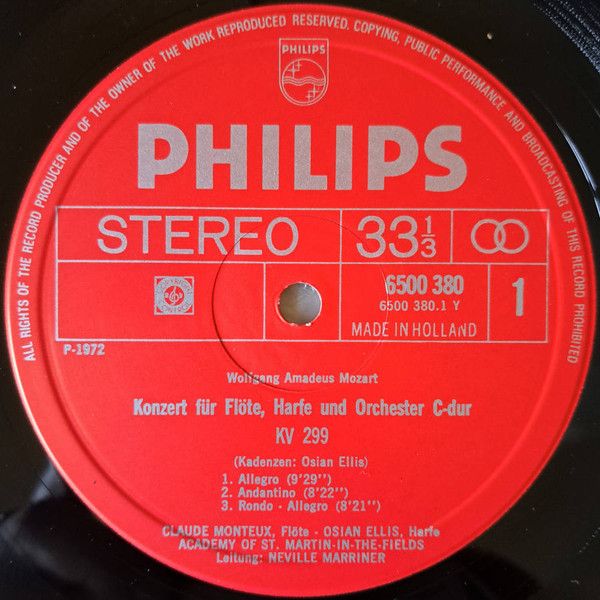 ALL RIGHTS OF THE RECORD PRODUCER AND OF THE OWNER OF THE WORK REPRODUCED RESERVED. COPYING, PUBLIC PERFORMANCE AND BROADCASTING OF THIS RECORD PROHIBITED
PHILIPS
PHILIPS
STEREO 33 1/3
6500 380
6500 380.1 Y
1
MADE IN HOLLAND
P-1972
Wolfgang Amadeus Mozart
Konzert für Flöte, Harfe und Orchester C-dur
KV 299
(Kadenzen: Osian Ellis)
1. Allegro (9'29'')
2. Andantino (8'22'')
3. Rondo - Allegro (8'21'')
CLAUDE MONTEUX, Flöte - OSIAN ELLIS, Harfe
ACADEMY OF ST. MARTIN-IN-THE-FIELDS
Leitung: NEVILLE MARRINER